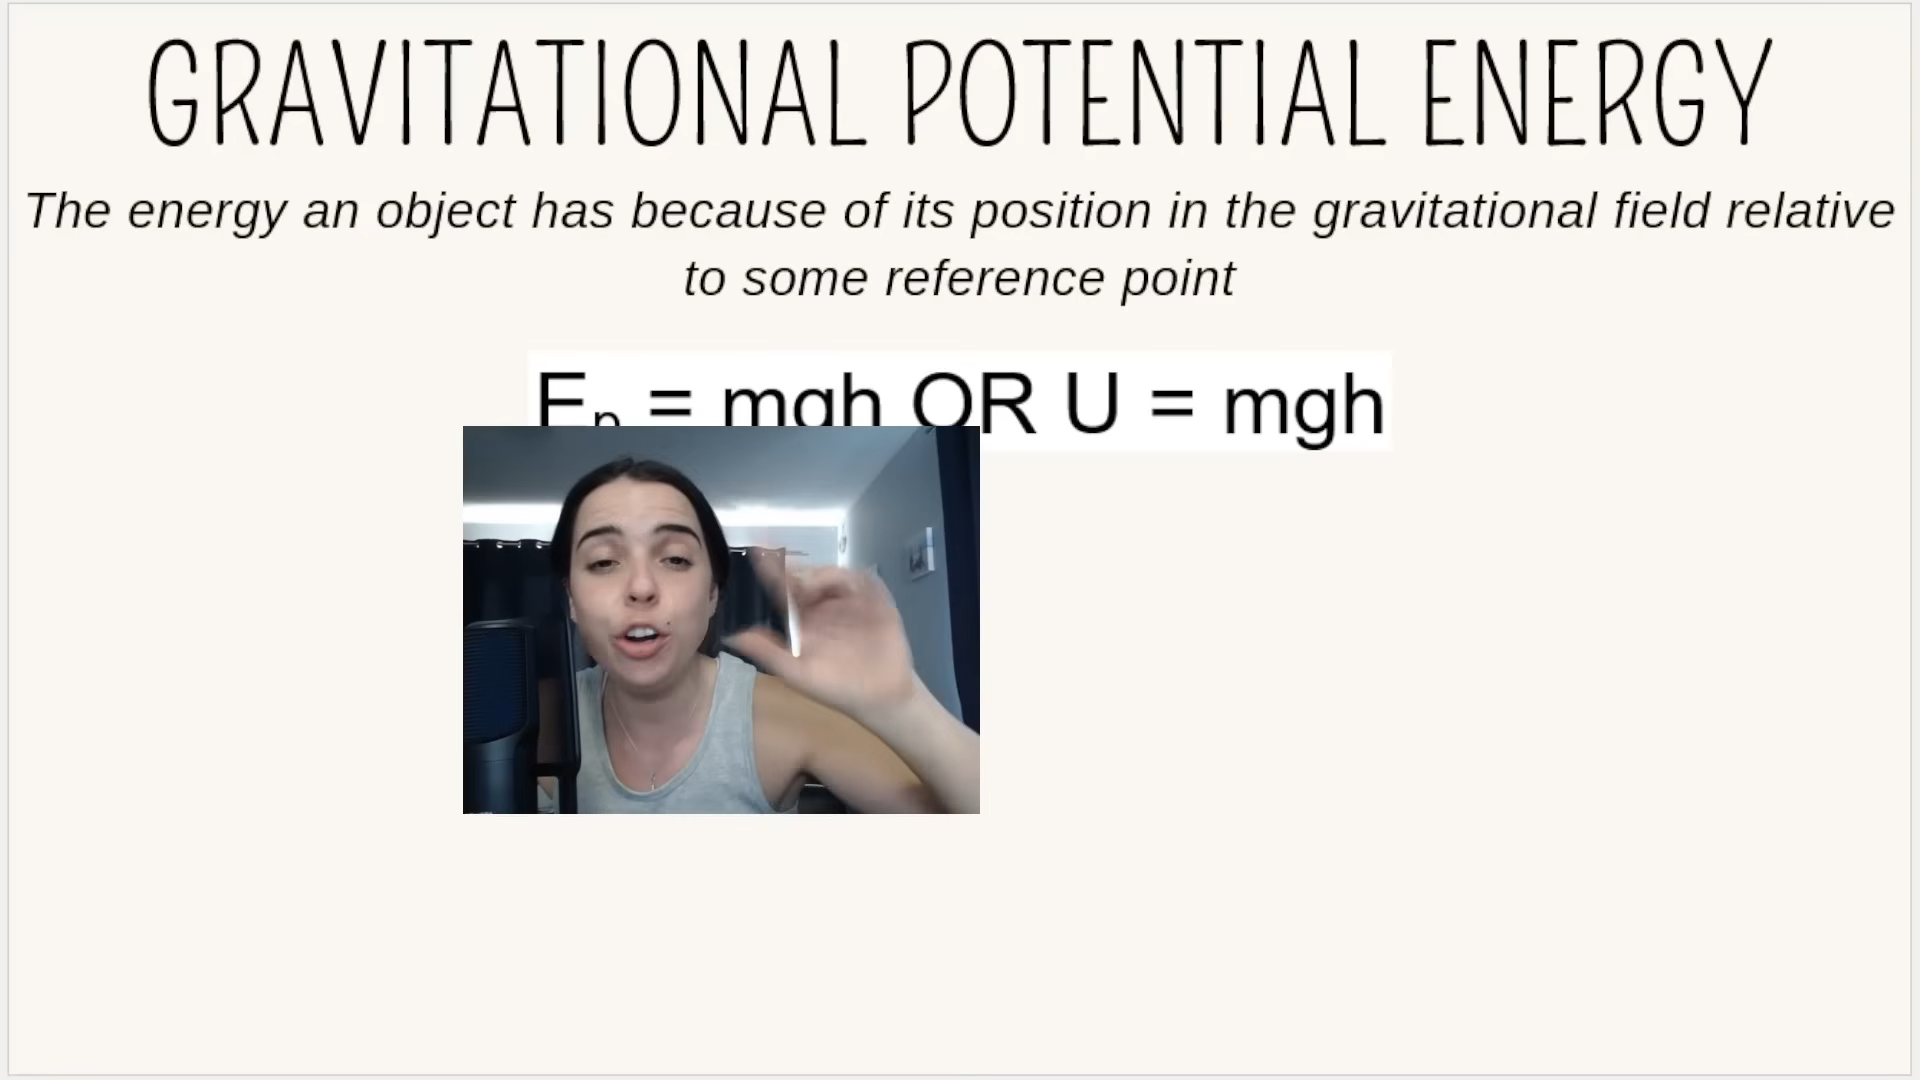 GRAVITATIONAL POTENTIAL ENERGY
The energy an object has because of its position in the gravitational field relative
to some reference point
Eₚ = mgh OR U = mgh